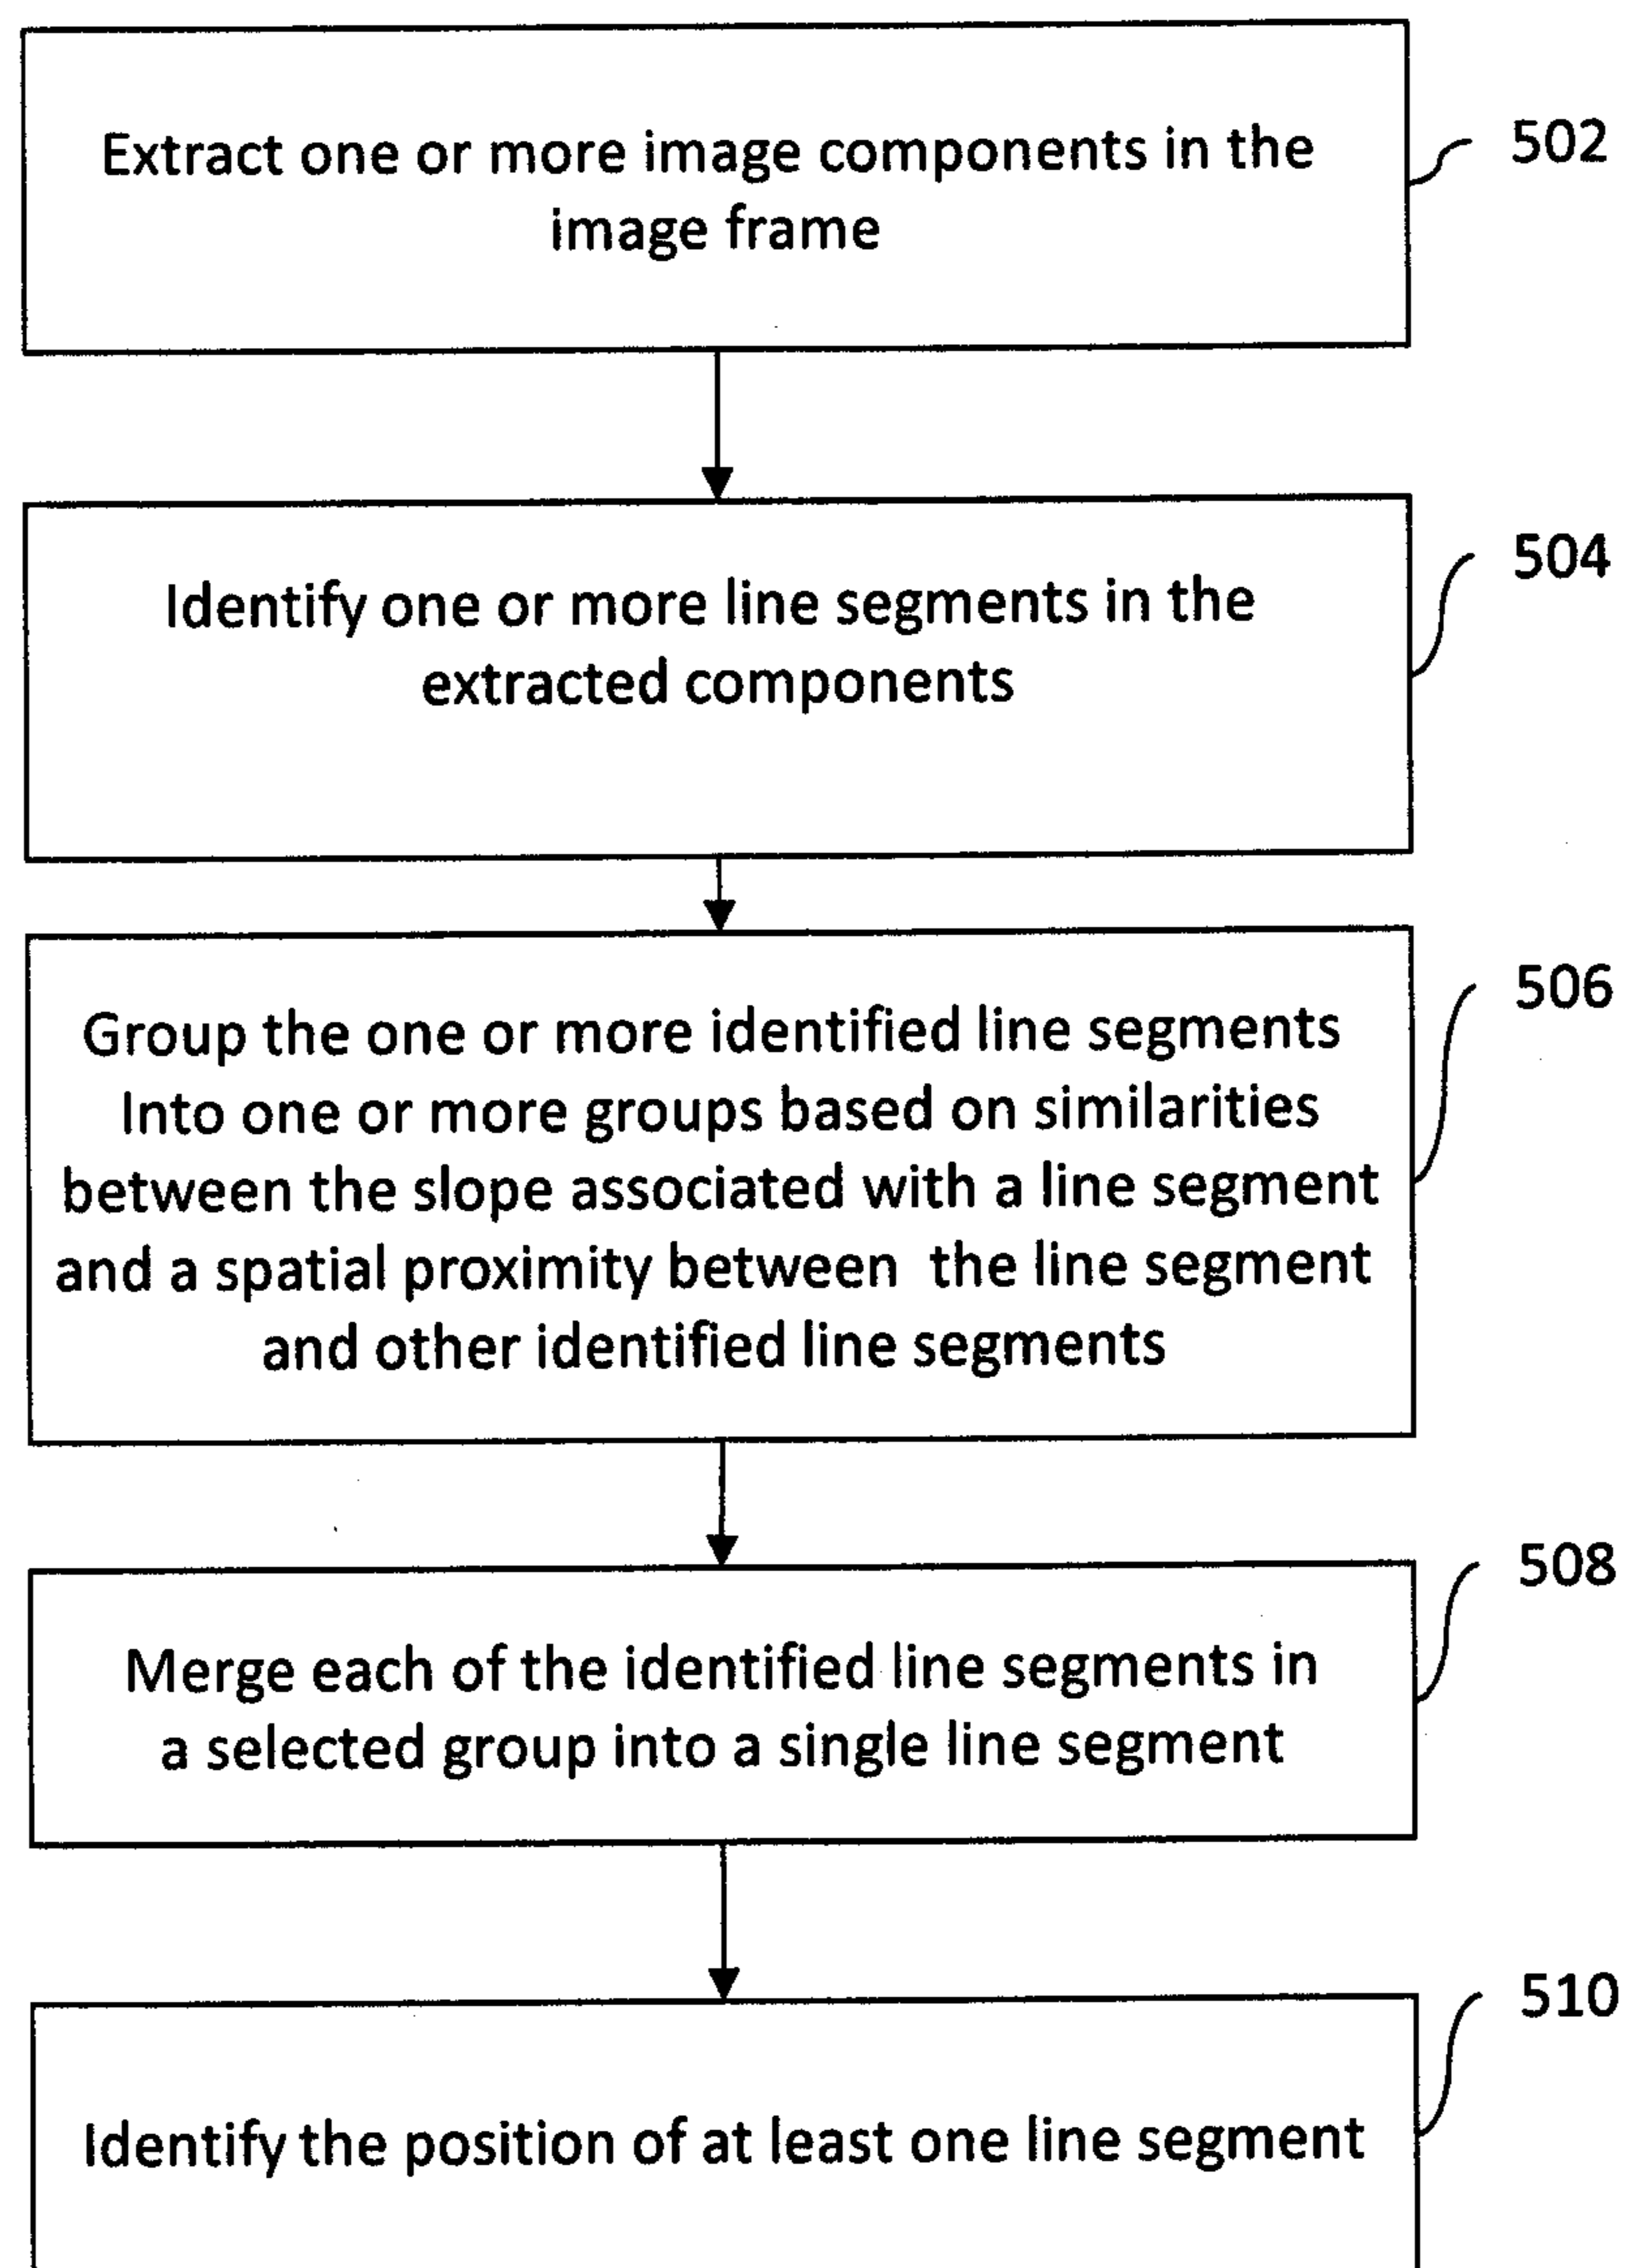 Extract one or more image components in the
image frame
502
Identify one or more line segments in the
extracted components
504
Group the one or more identified line segments
Into one or more groups based on similarities
between the slope associated with a line segment
and a spatial proximity between the line segment
and other identified line segments
506
Merge each of the identified line segments in
a selected group into a single line segment
508
Identify the position of at least one line segment
510